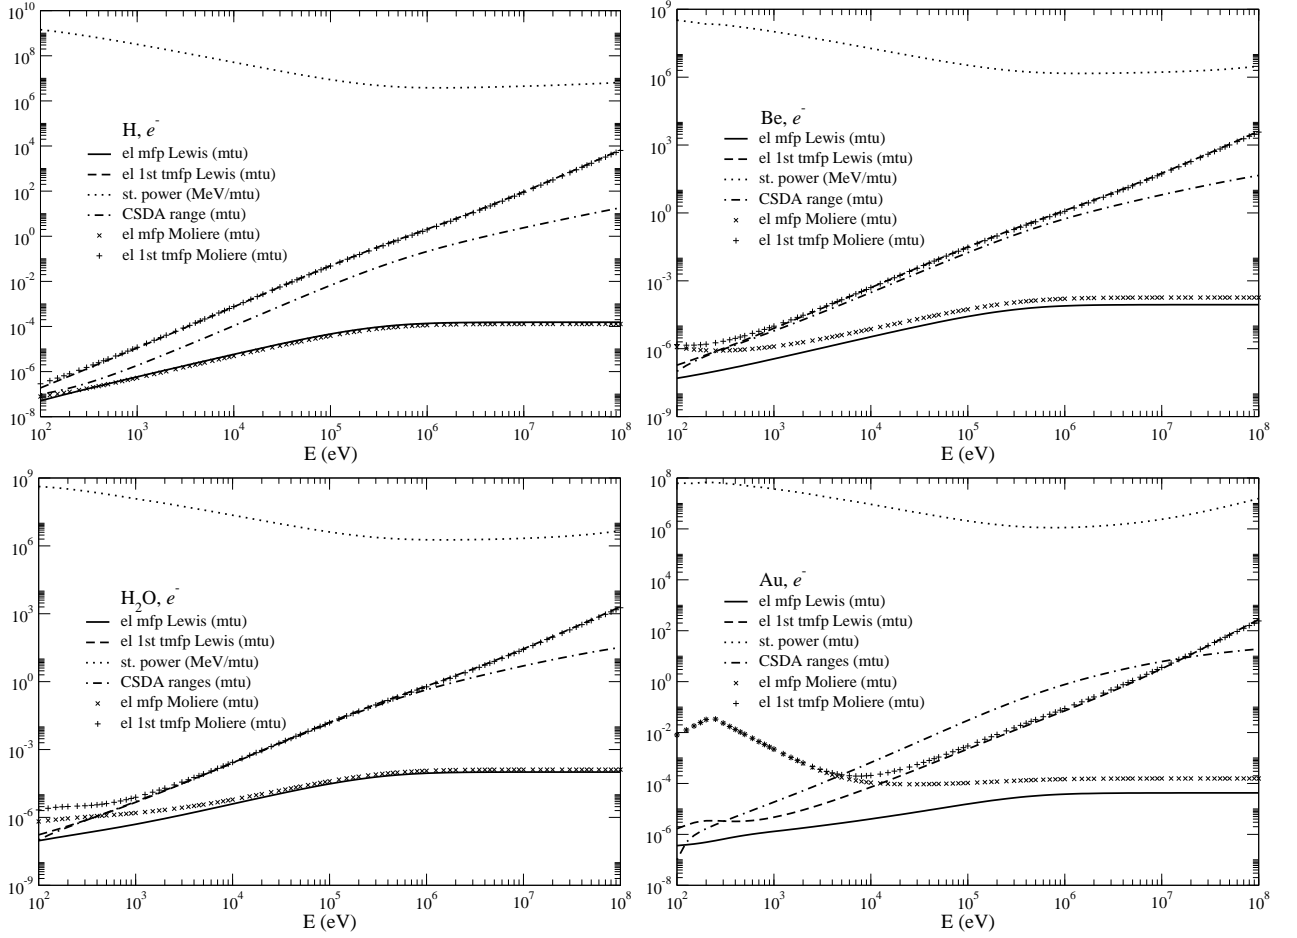 10^10
10^8
10^6
10^4
10^2
10^0
10^-2
10^-4
10^-6
10^-8
H, e^-
el mfp Lewis (mtu)
el 1st tmfp Lewis (mtu)
st. power (MeV/mtu)
CSDA range (mtu)
el mfp Moliere (mtu)
el 1st tmfp Moliere (mtu)
10^2 10^3 10^4 10^5 10^6 10^7 10^8
E (eV)
10^9
10^6
10^3
10^0
10^-3
10^-6
10^-9
Be, e^-
el mfp Lewis (mtu)
el 1st tmfp Lewis (mtu)
st. power (MeV/mtu)
CSDA range (mtu)
el mfp Moliere (mtu)
el 1st tmfp Moliere (mtu)
10^2 10^3 10^4 10^5 10^6 10^7 10^8
E (eV)
10^9
10^6
10^3
10^0
10^-3
10^-6
10^-9
H2O, e^-
el mfp Lewis (mtu)
el 1st tmfp Lewis (mtu)
st. power (MeV/mtu)
CSDA ranges (mtu)
el mfp Moliere (mtu)
el 1st tmfp Moliere (mtu)
10^2 10^3 10^4 10^5 10^6 10^7 10^8
E (eV)
10^8
10^6
10^4
10^2
10^0
10^-2
10^-4
10^-6
10^-8
Au, e^-
el mfp Lewis (mtu)
el 1st tmfp Lewis (mtu)
st. power (mtu)
CSDA ranges (mtu)
el mfp Moliere (mtu)
el 1st tmfp Moliere (mtu)
10^2 10^3 10^4 10^5 10^6 10^7 10^8
E (eV)